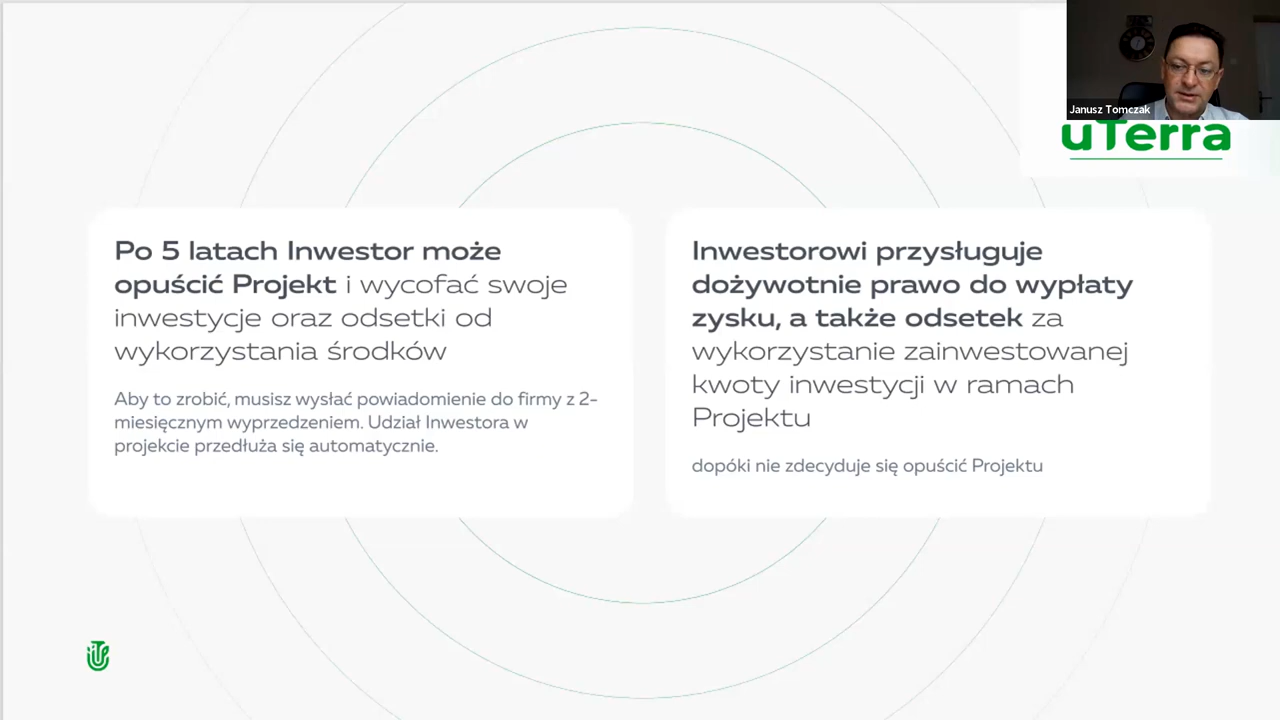 Janusz Tomczak
uTerra
Po 5 latach Inwestor może
opuścić Projekt i wycofać swoje
inwestycje oraz odsetki od
wykorzystania środków
Aby to zrobić, musisz wysłać powiadomienie do firmy z 2-
miesięcznym wyprzedzeniem. Udział Inwestora w
projekcie przedłuża się automatycznie.
Inwestorowi przysługuje
dożywotnie prawo do wypłaty
zysku, a także odsetek za
wykorzystanie zainwestowanej
kwoty inwestycji w ramach
Projektu
dopóki nie zdecyduje się opuścić Projektu